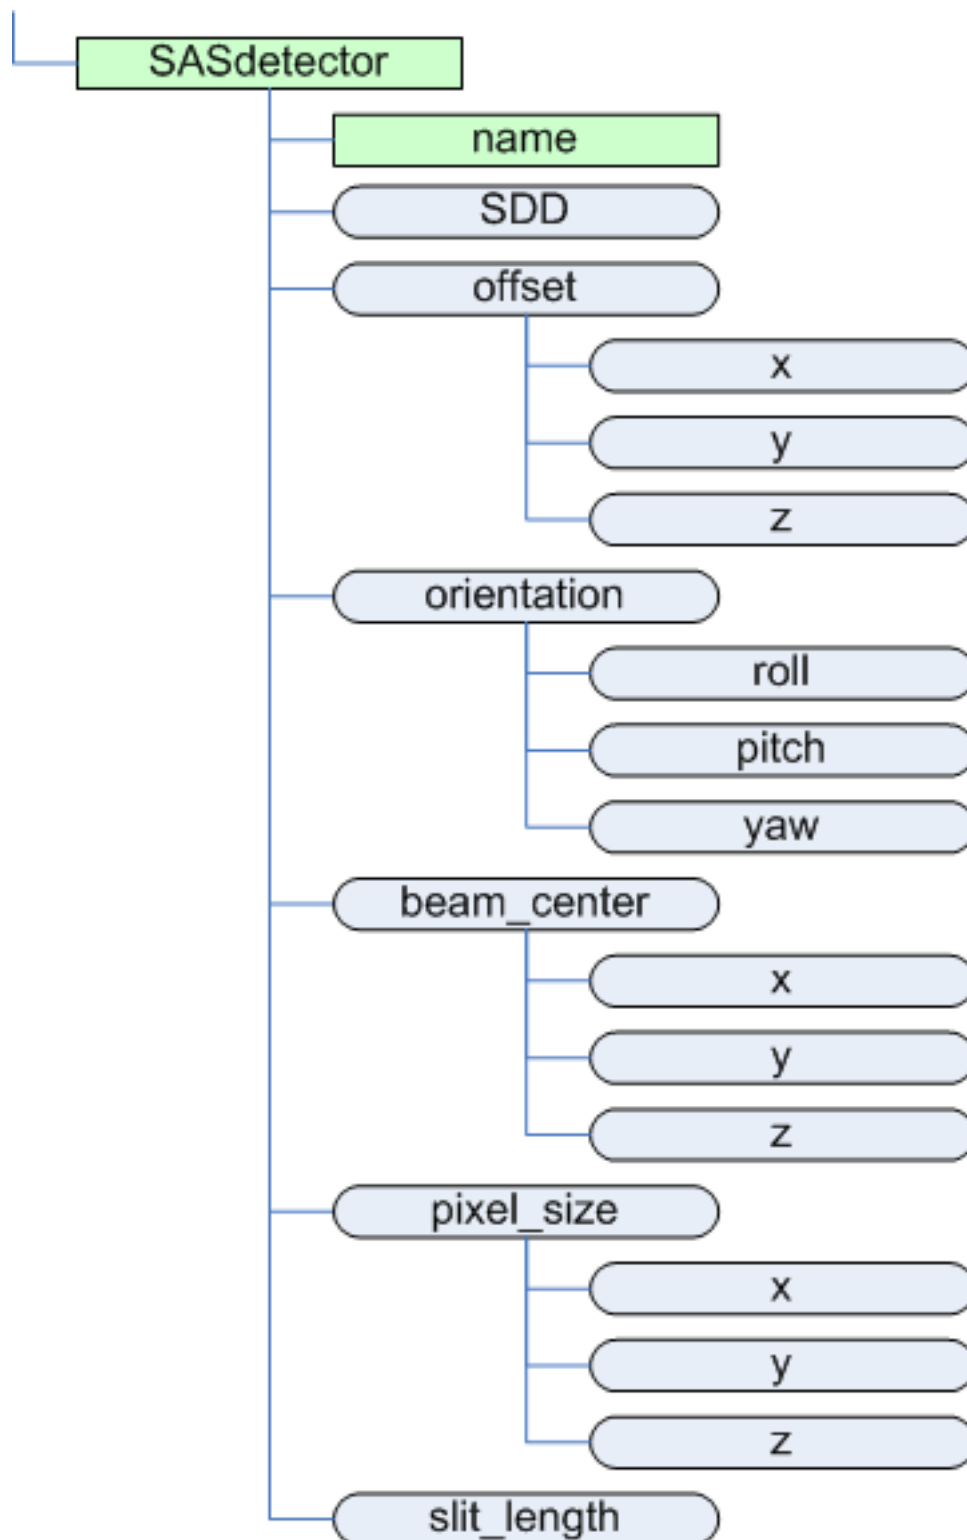 SASdetector
name
SDD
offset
x
y
z
orientation
roll
pitch
yaw
beam_center
x
y
z
pixel_size
x
y
z
slit_length